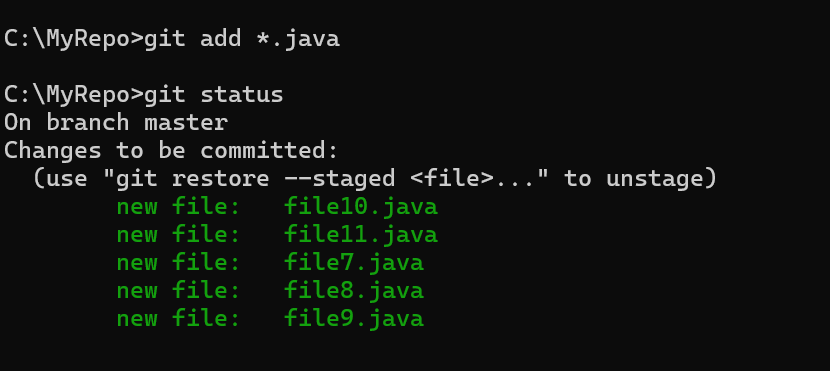 C:\MyRepo>git add *.java
C:\MyRepo>git status
On branch master
Changes to be committed:
  (use "git restore --staged <file>..." to unstage)
        new file:   file10.java
        new file:   file11.java
        new file:   file7.java
        new file:   file8.java
        new file:   file9.java